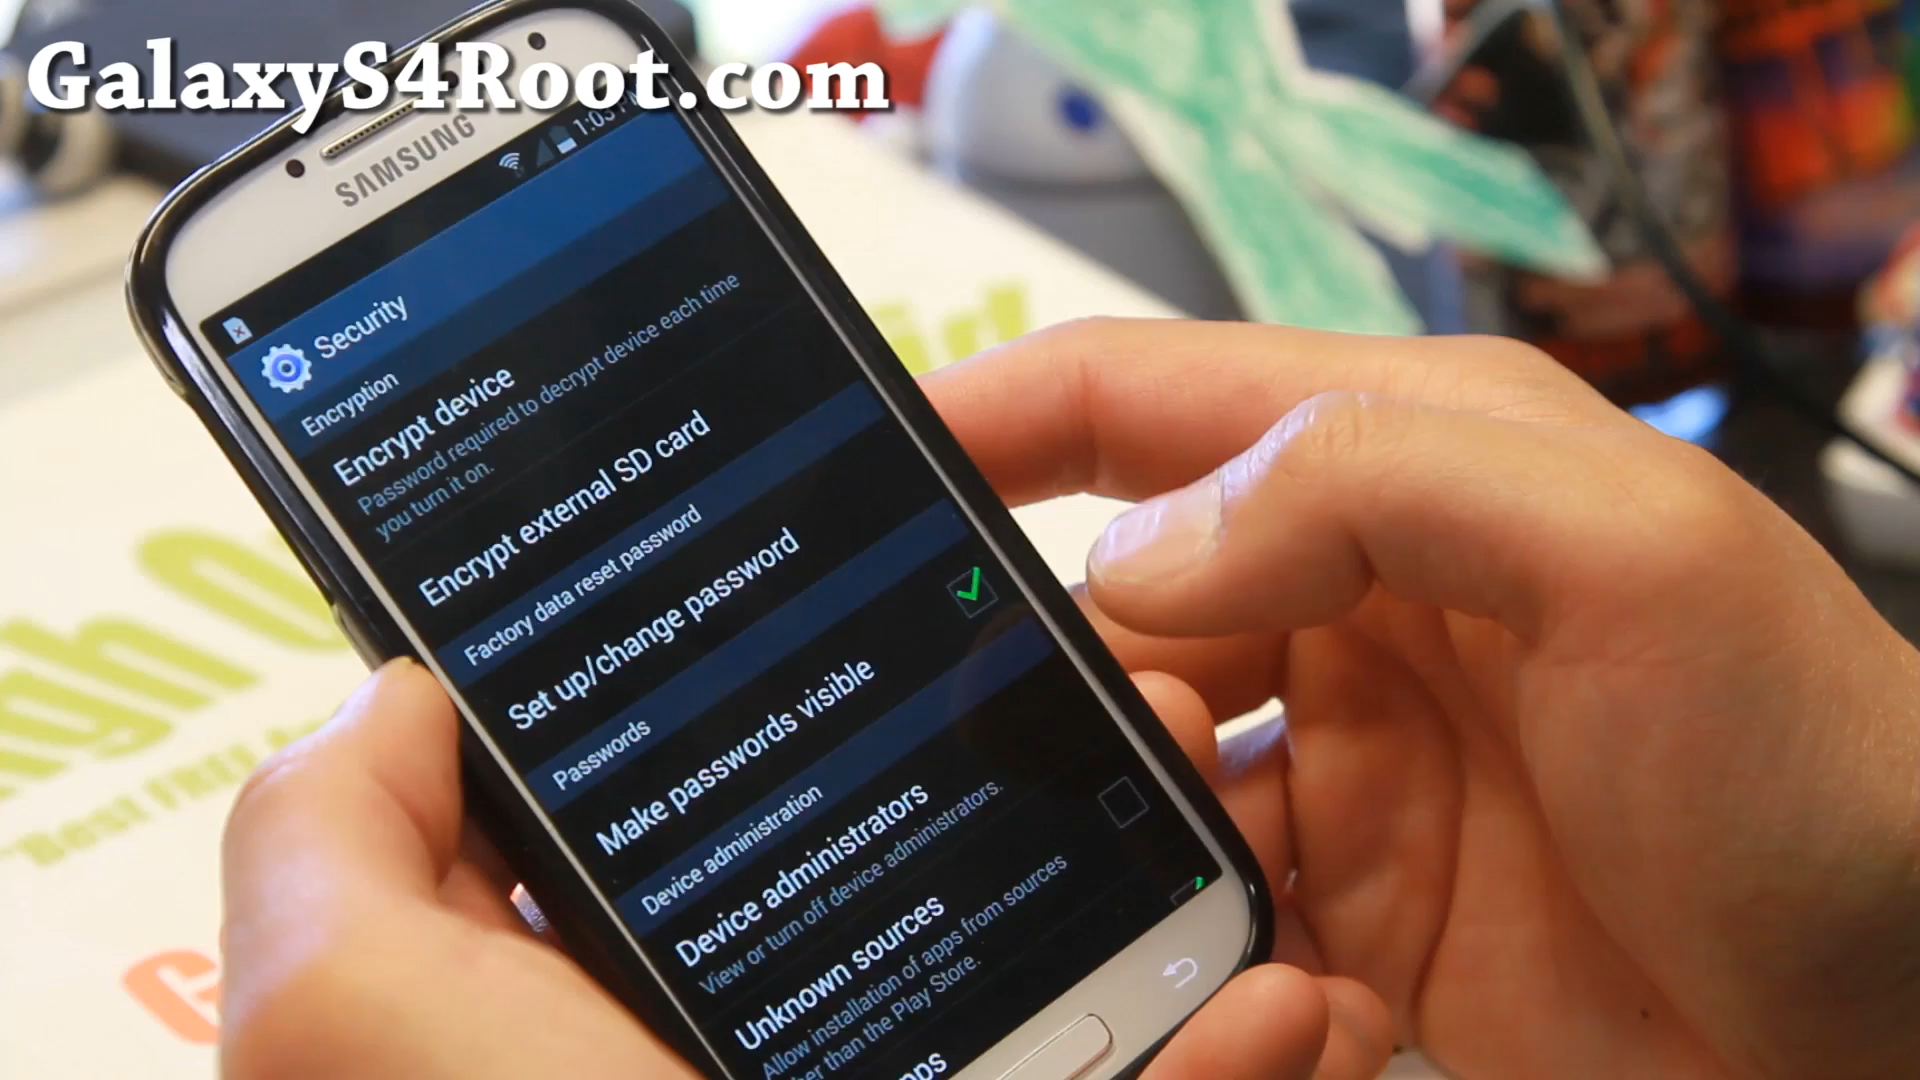 GalaxyS4Root.com
SAMSUNG
1:03
Security
Encryption
Encrypt device
Password required to decrypt device each time
you turn it on.
Encrypt external SD card
Factory data reset password
Set up/change password
Passwords
Make passwords visible
Device administration
Device administrators
View or turn off device administrators.
Unknown sources
Allow installation of apps from sources
than the Play Store.